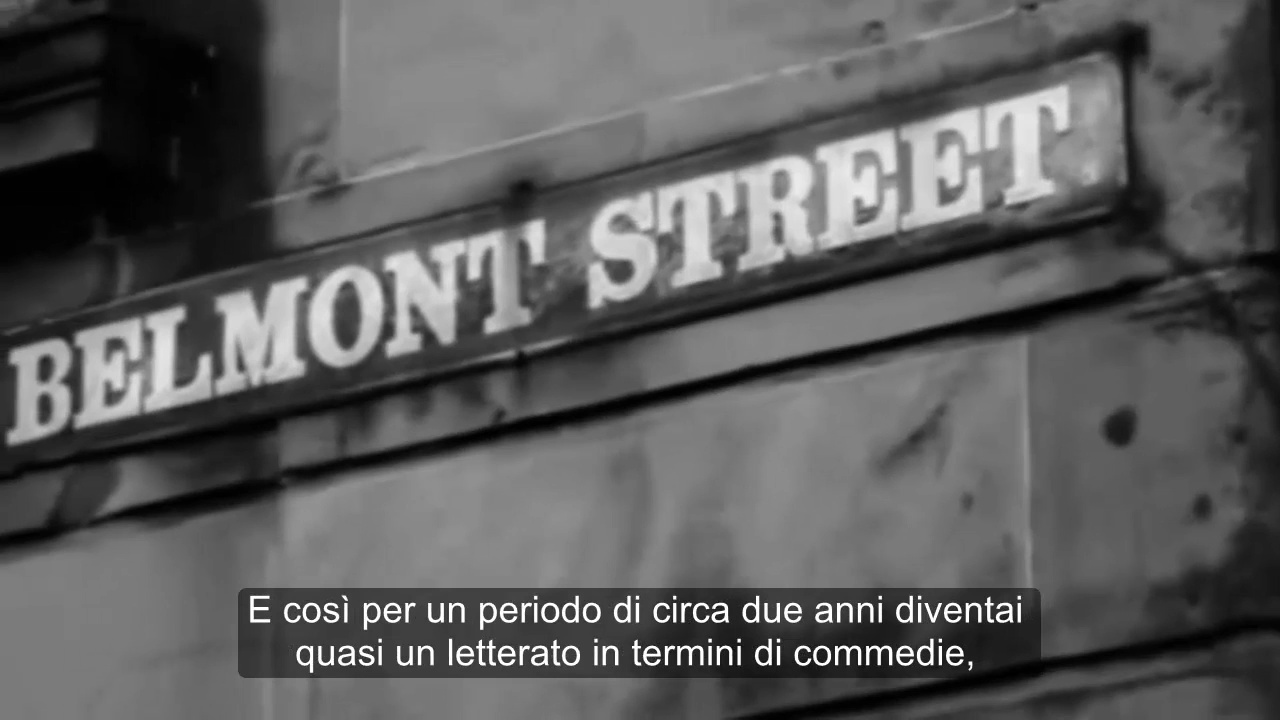 BELMONT STREET
E così per un periodo di circa due anni diventai
quasi un letterato in termini di commedie,